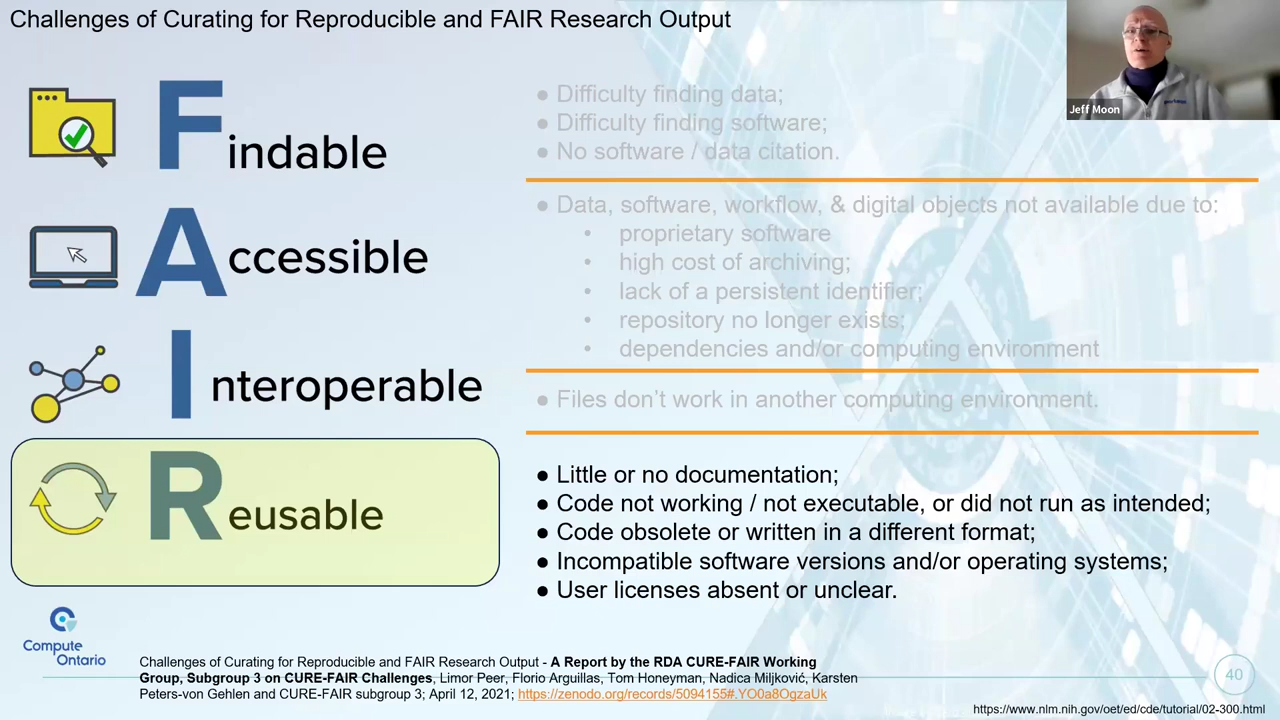 Challenges of Curating for Reproducible and FAIR Research Output
Jeff Moon
Findable
● Difficulty finding data;
● Difficulty finding software;
● No software / data citation.
Accessible
● Data, software, workflow, & digital objects not available due to:
• proprietary software
• high cost of archiving;
• lack of a persistent identifier;
• repository no longer exists;
• dependencies and/or computing environment
Interoperable
● Files don’t work in another computing environment.
Reusable
● Little or no documentation;
● Code not working / not executable, or did not run as intended;
● Code obsolete or written in a different format;
● Incompatible software versions and/or operating systems;
● User licenses absent or unclear.
Compute
Ontario
Challenges of Curating for Reproducible and FAIR Research Output - A Report by the RDA CURE-FAIR Working
Group, Subgroup 3 on CURE-FAIR Challenges, Limor Peer, Florio Arguillas, Tom Honeyman, Nadica Miljković, Karsten
Peters-von Gehlen and CURE-FAIR subgroup 3; April 12, 2021; https://zenodo.org/records/5094155#.YO0a8OgzaUk
40
https://www.nlm.nih.gov/oet/ed/cde/tutorial/02-300.html